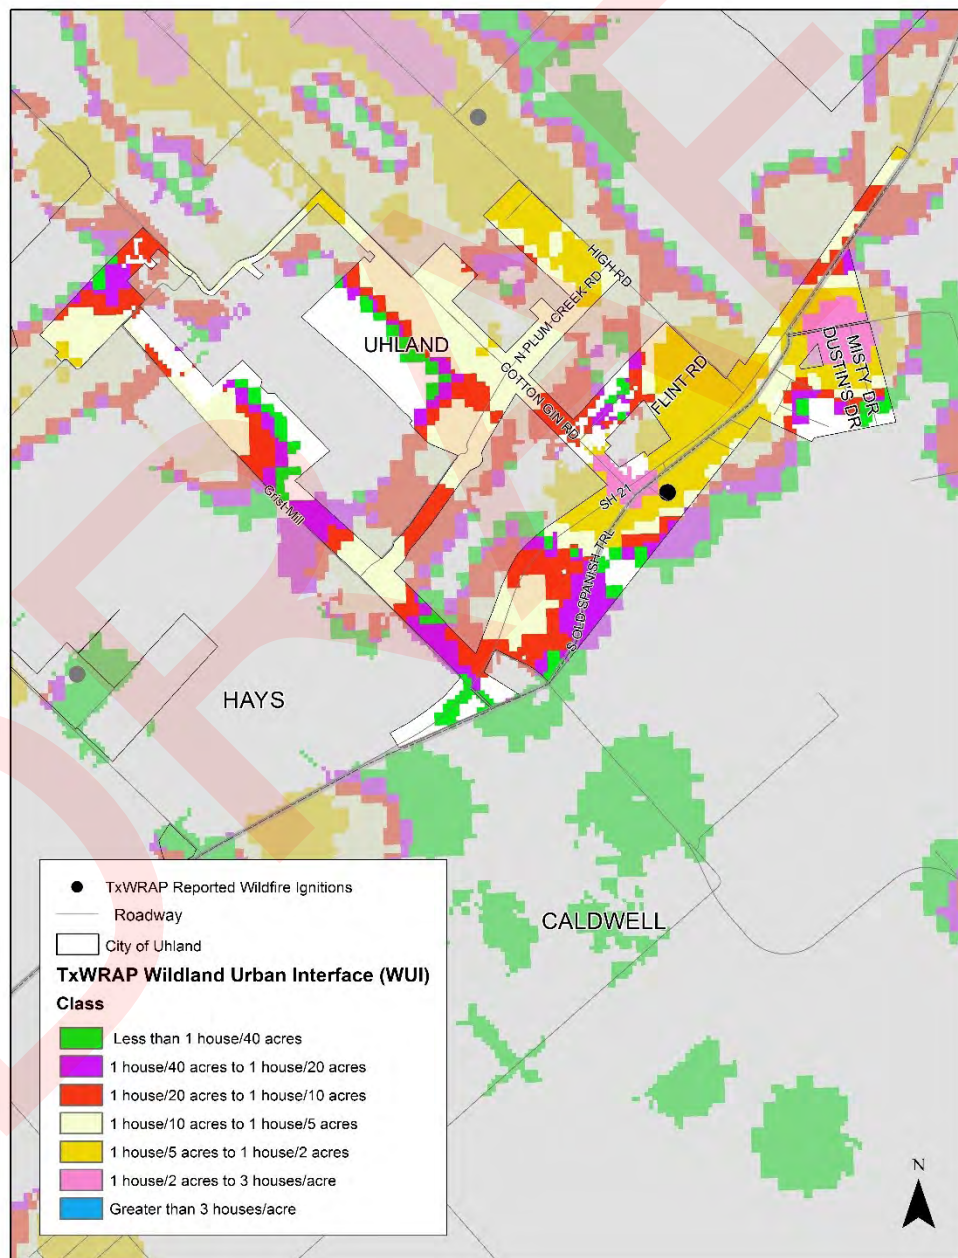 HIGH RD
N PLUM CREEK RD
UHLAND
COTTON GIN RD
FLINT RD
MISTY DR
DUSTIN'S DR
SH 21
Grist Mill
S OLD SPANISH TRL
HAYS
CALDWELL
TxWRAP Reported Wildfire Ignitions
Roadway
City of Uhland
TxWRAP Wildland Urban Interface (WUI)
Class
Less than 1 house/40 acres
1 house/40 acres to 1 house/20 acres
1 house/20 acres to 1 house/10 acres
1 house/10 acres to 1 house/5 acres
1 house/5 acres to 1 house/2 acres
1 house/2 acres to 3 houses/acre
Greater than 3 houses/acre
N
DRAFT